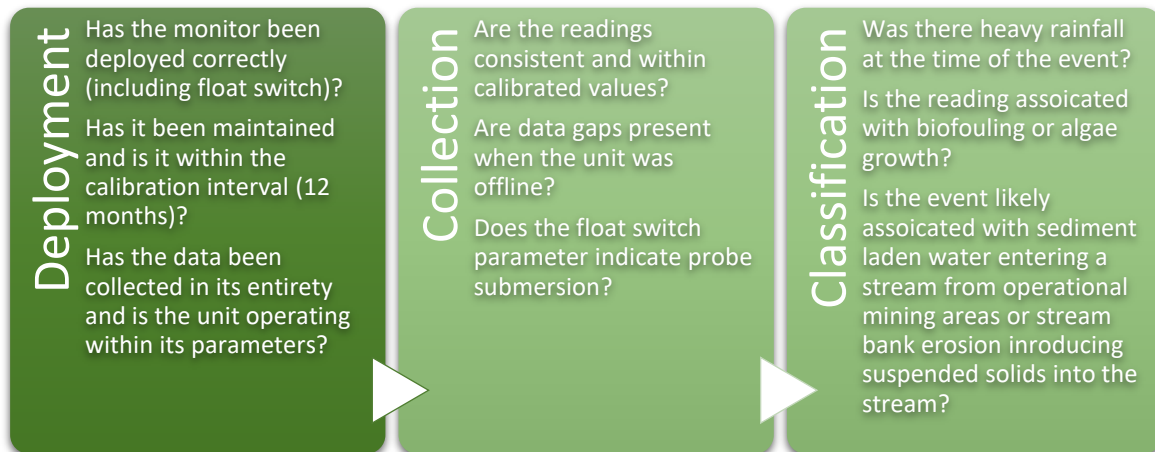 Deployment
Has the monitor been
deployed correctly
(including float switch)?
Has it been maintained
and is it within the
calibration interval (12
months)?
Has the data been
collected in its entirety
and is the unit operating
within its parameters?
Collection
Are the readings
consistent and within
calibrated values?
Are data gaps present
when the unit was
offline?
Does the float switch
parameter indicate probe
submersion?
Classification
Was there heavy rainfall
at the time of the event?
Is the reading assoicated
with biofouling or algae
growth?
Is the event likely
assoicated with sediment
laden water entering a
stream from operational
mining areas or stream
bank erosion inroducing
suspended solids into the
stream?